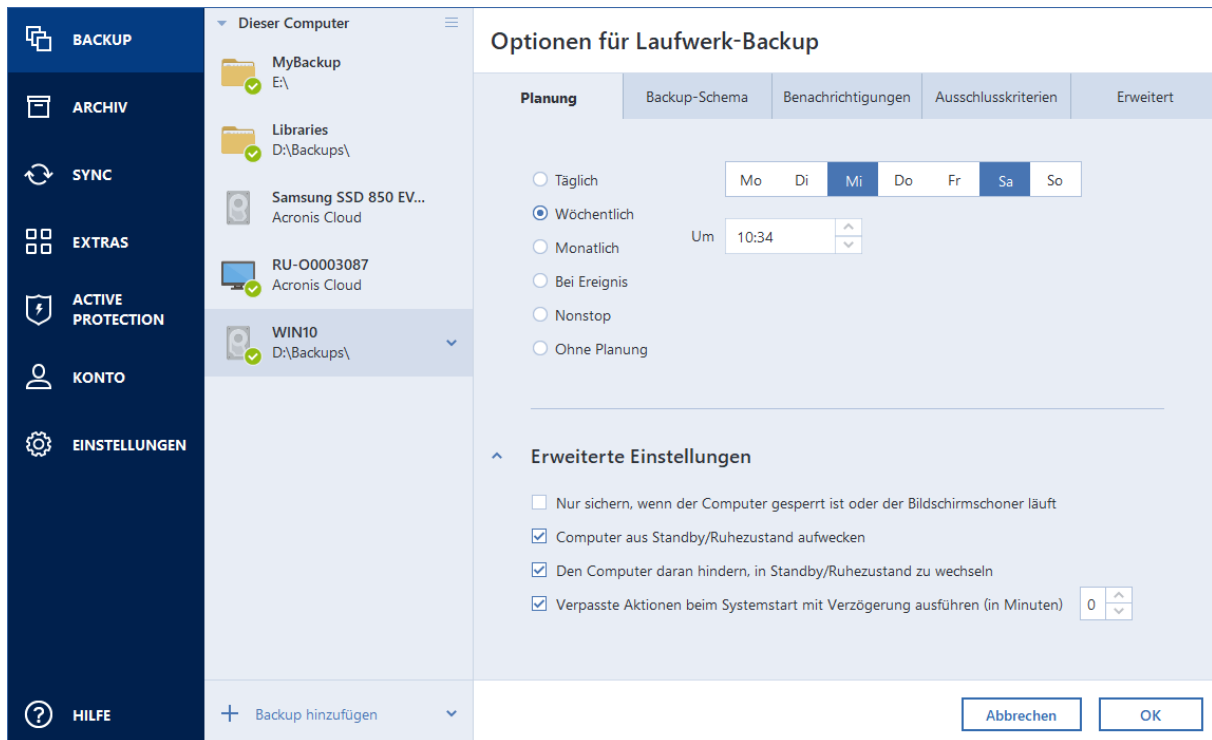 BACKUP
ARCHIV
SYNC
EXTRAS
ACTIVE
PROTECTION
KONTO
EINSTELLUNGEN
HILFE
Dieser Computer
MyBackup
E:\
Libraries
D:\Backups\
Samsung SSD 850 EV...
Acronis Cloud
RU-O0003087
Acronis Cloud
WIN10
D:\Backups\
Backup hinzufügen
Optionen für Laufwerk-Backup
Planung Backup-Schema Benachrichtigungen Ausschlusskriterien Erweitert
Täglich
Wöchentlich
Monatlich
Bei Ereignis
Nonstop
Ohne Planung
Mo Di Mi Do Fr Sa So
Um 10:34
Erweiterte Einstellungen
Nur sichern, wenn der Computer gesperrt ist oder der Bildschirmschoner läuft
Computer aus Standby/Ruhezustand aufwecken
Den Computer daran hindern, in Standby/Ruhezustand zu wechseln
Verpasste Aktionen beim Systemstart mit Verzögerung ausführen (in Minuten) 0
Abbrechen OK